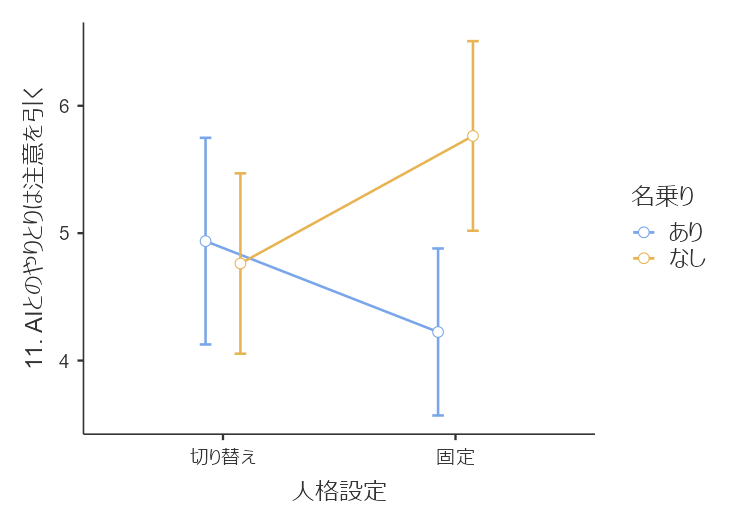 11. AIとのやりとりは注意を引く
6
5
4
切り替え
固定
人格設定
名乗り
あり
なし